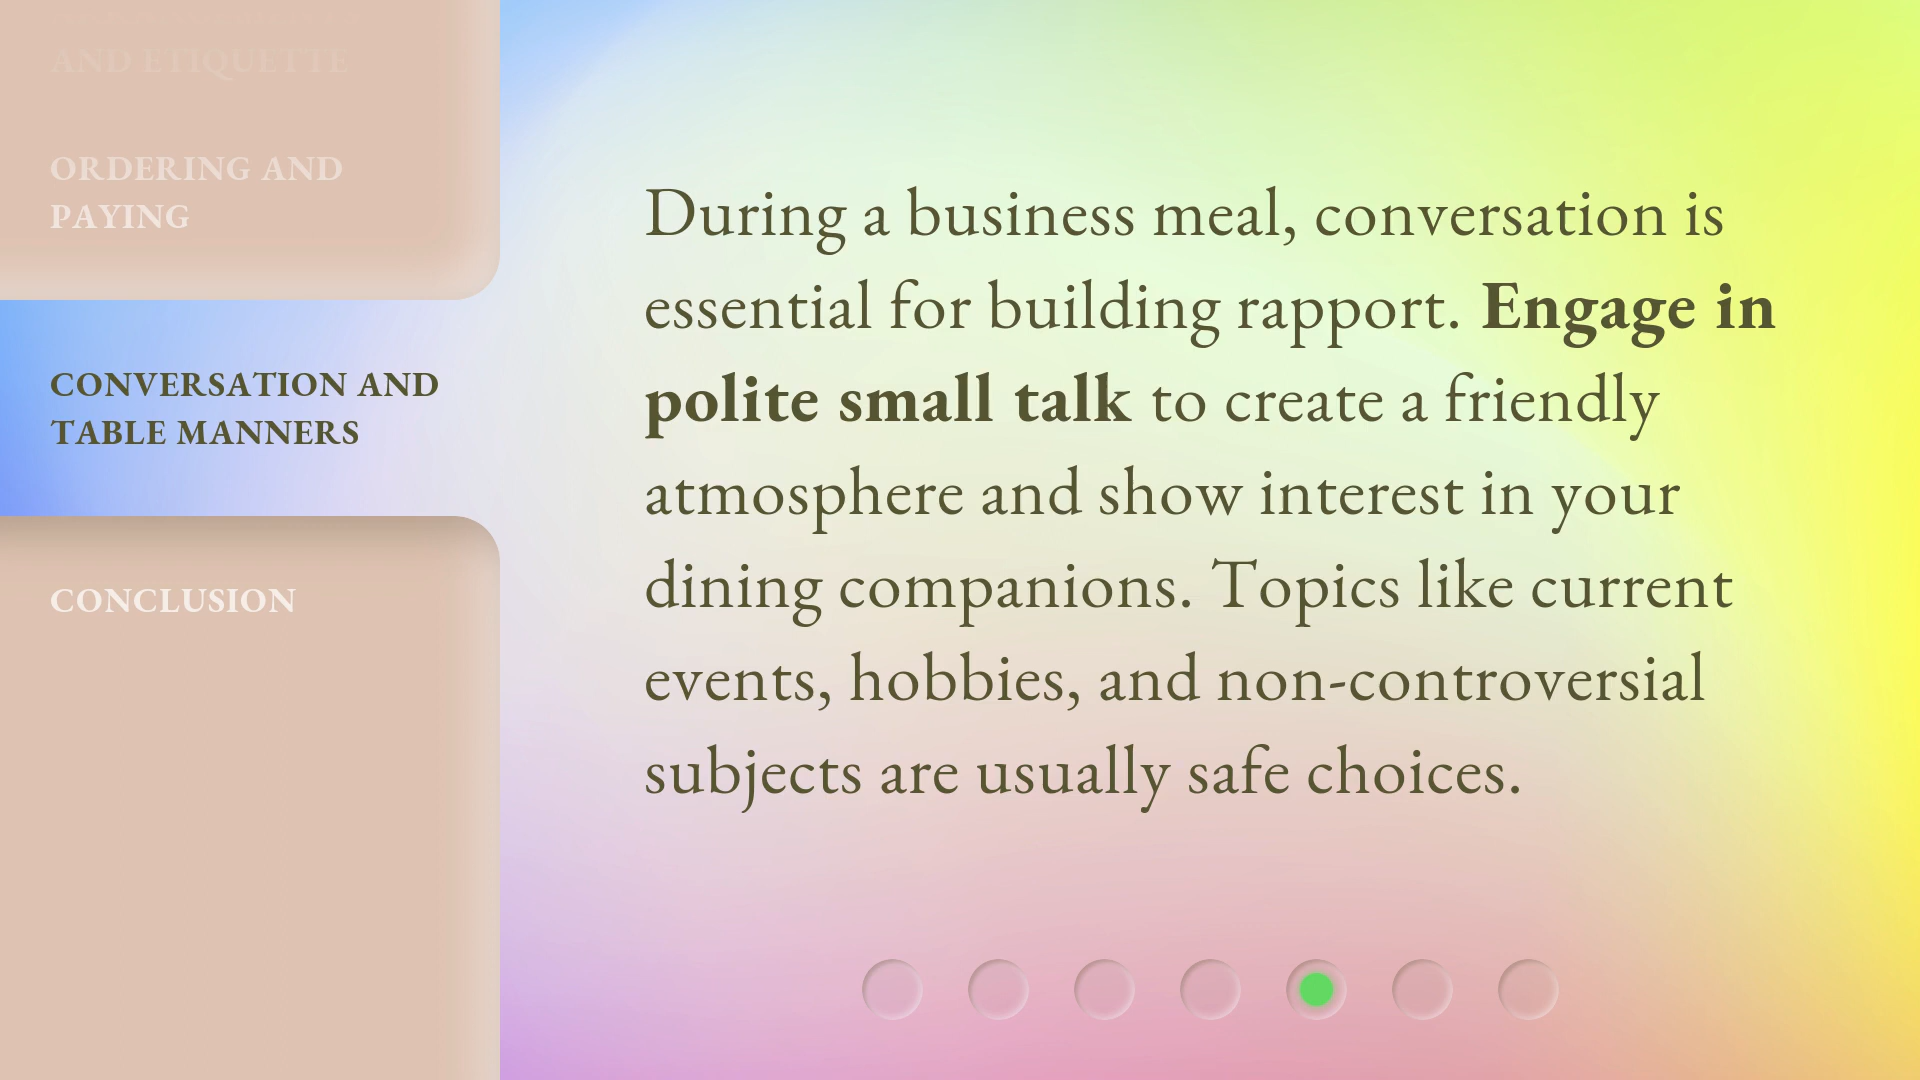 AND ETIQUETTE
ORDERING AND
PAYING
CONVERSATION AND
TABLE MANNERS
CONCLUSION
During a business meal, conversation is
essential for building rapport. Engage in
polite small talk to create a friendly
atmosphere and show interest in your
dining companions. Topics like current
events, hobbies, and non-controversial
subjects are usually safe choices.